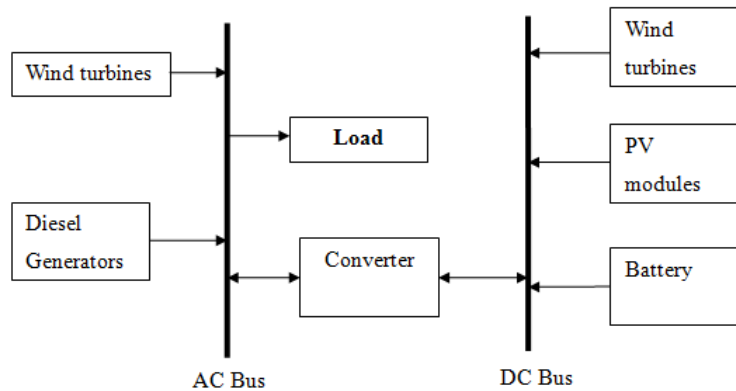 Wind turbines
Diesel
Generators
AC Bus
Load
Converter
DC Bus
Wind
turbines
PV
modules
Battery